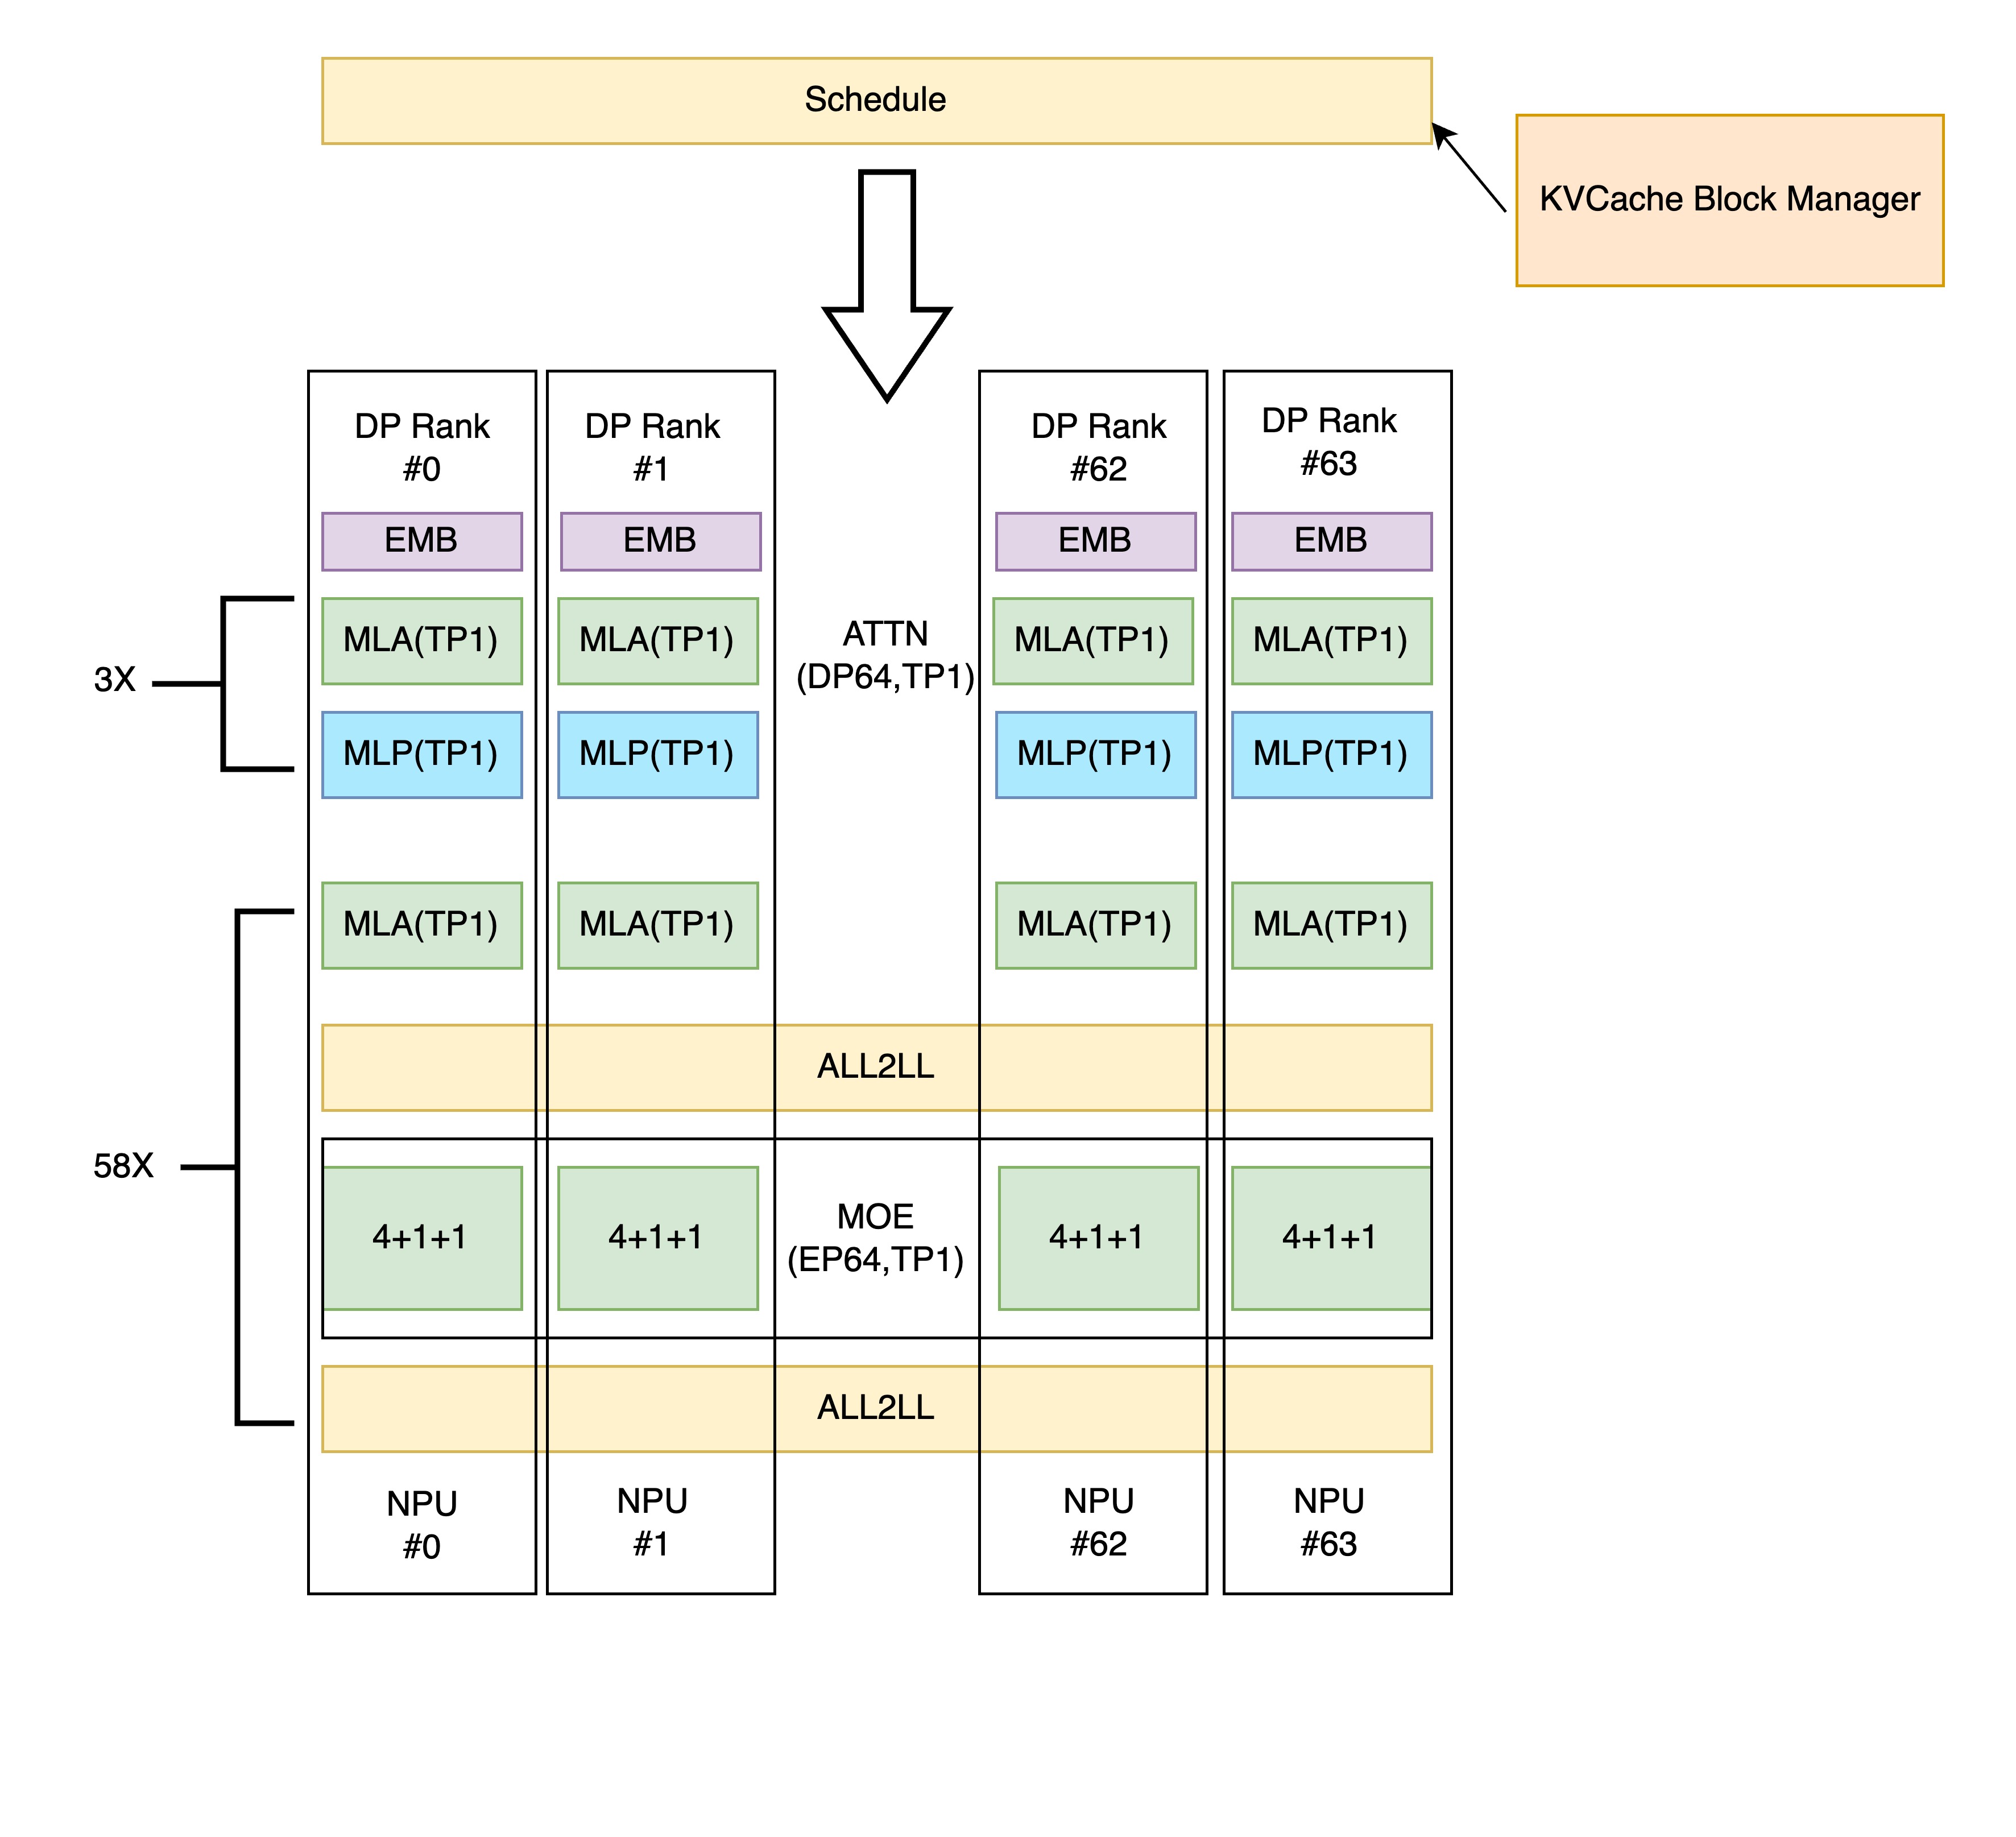 Schedule
KVCache Block Manager
DP Rank
#0
DP Rank
#1
DP Rank
#62
DP Rank
#63
EMB
EMB
EMB
EMB
3X
MLA(TP1)
MLA(TP1)
ATTN
(DP64,TP1)
MLA(TP1)
MLA(TP1)
MLP(TP1)
MLP(TP1)
MLP(TP1)
MLP(TP1)
58X
MLA(TP1)
MLA(TP1)
MLA(TP1)
MLA(TP1)
ALL2LL
4+1+1
4+1+1
MOE
(EP64,TP1)
4+1+1
4+1+1
ALL2LL
NPU
#0
NPU
#1
NPU
#62
NPU
#63